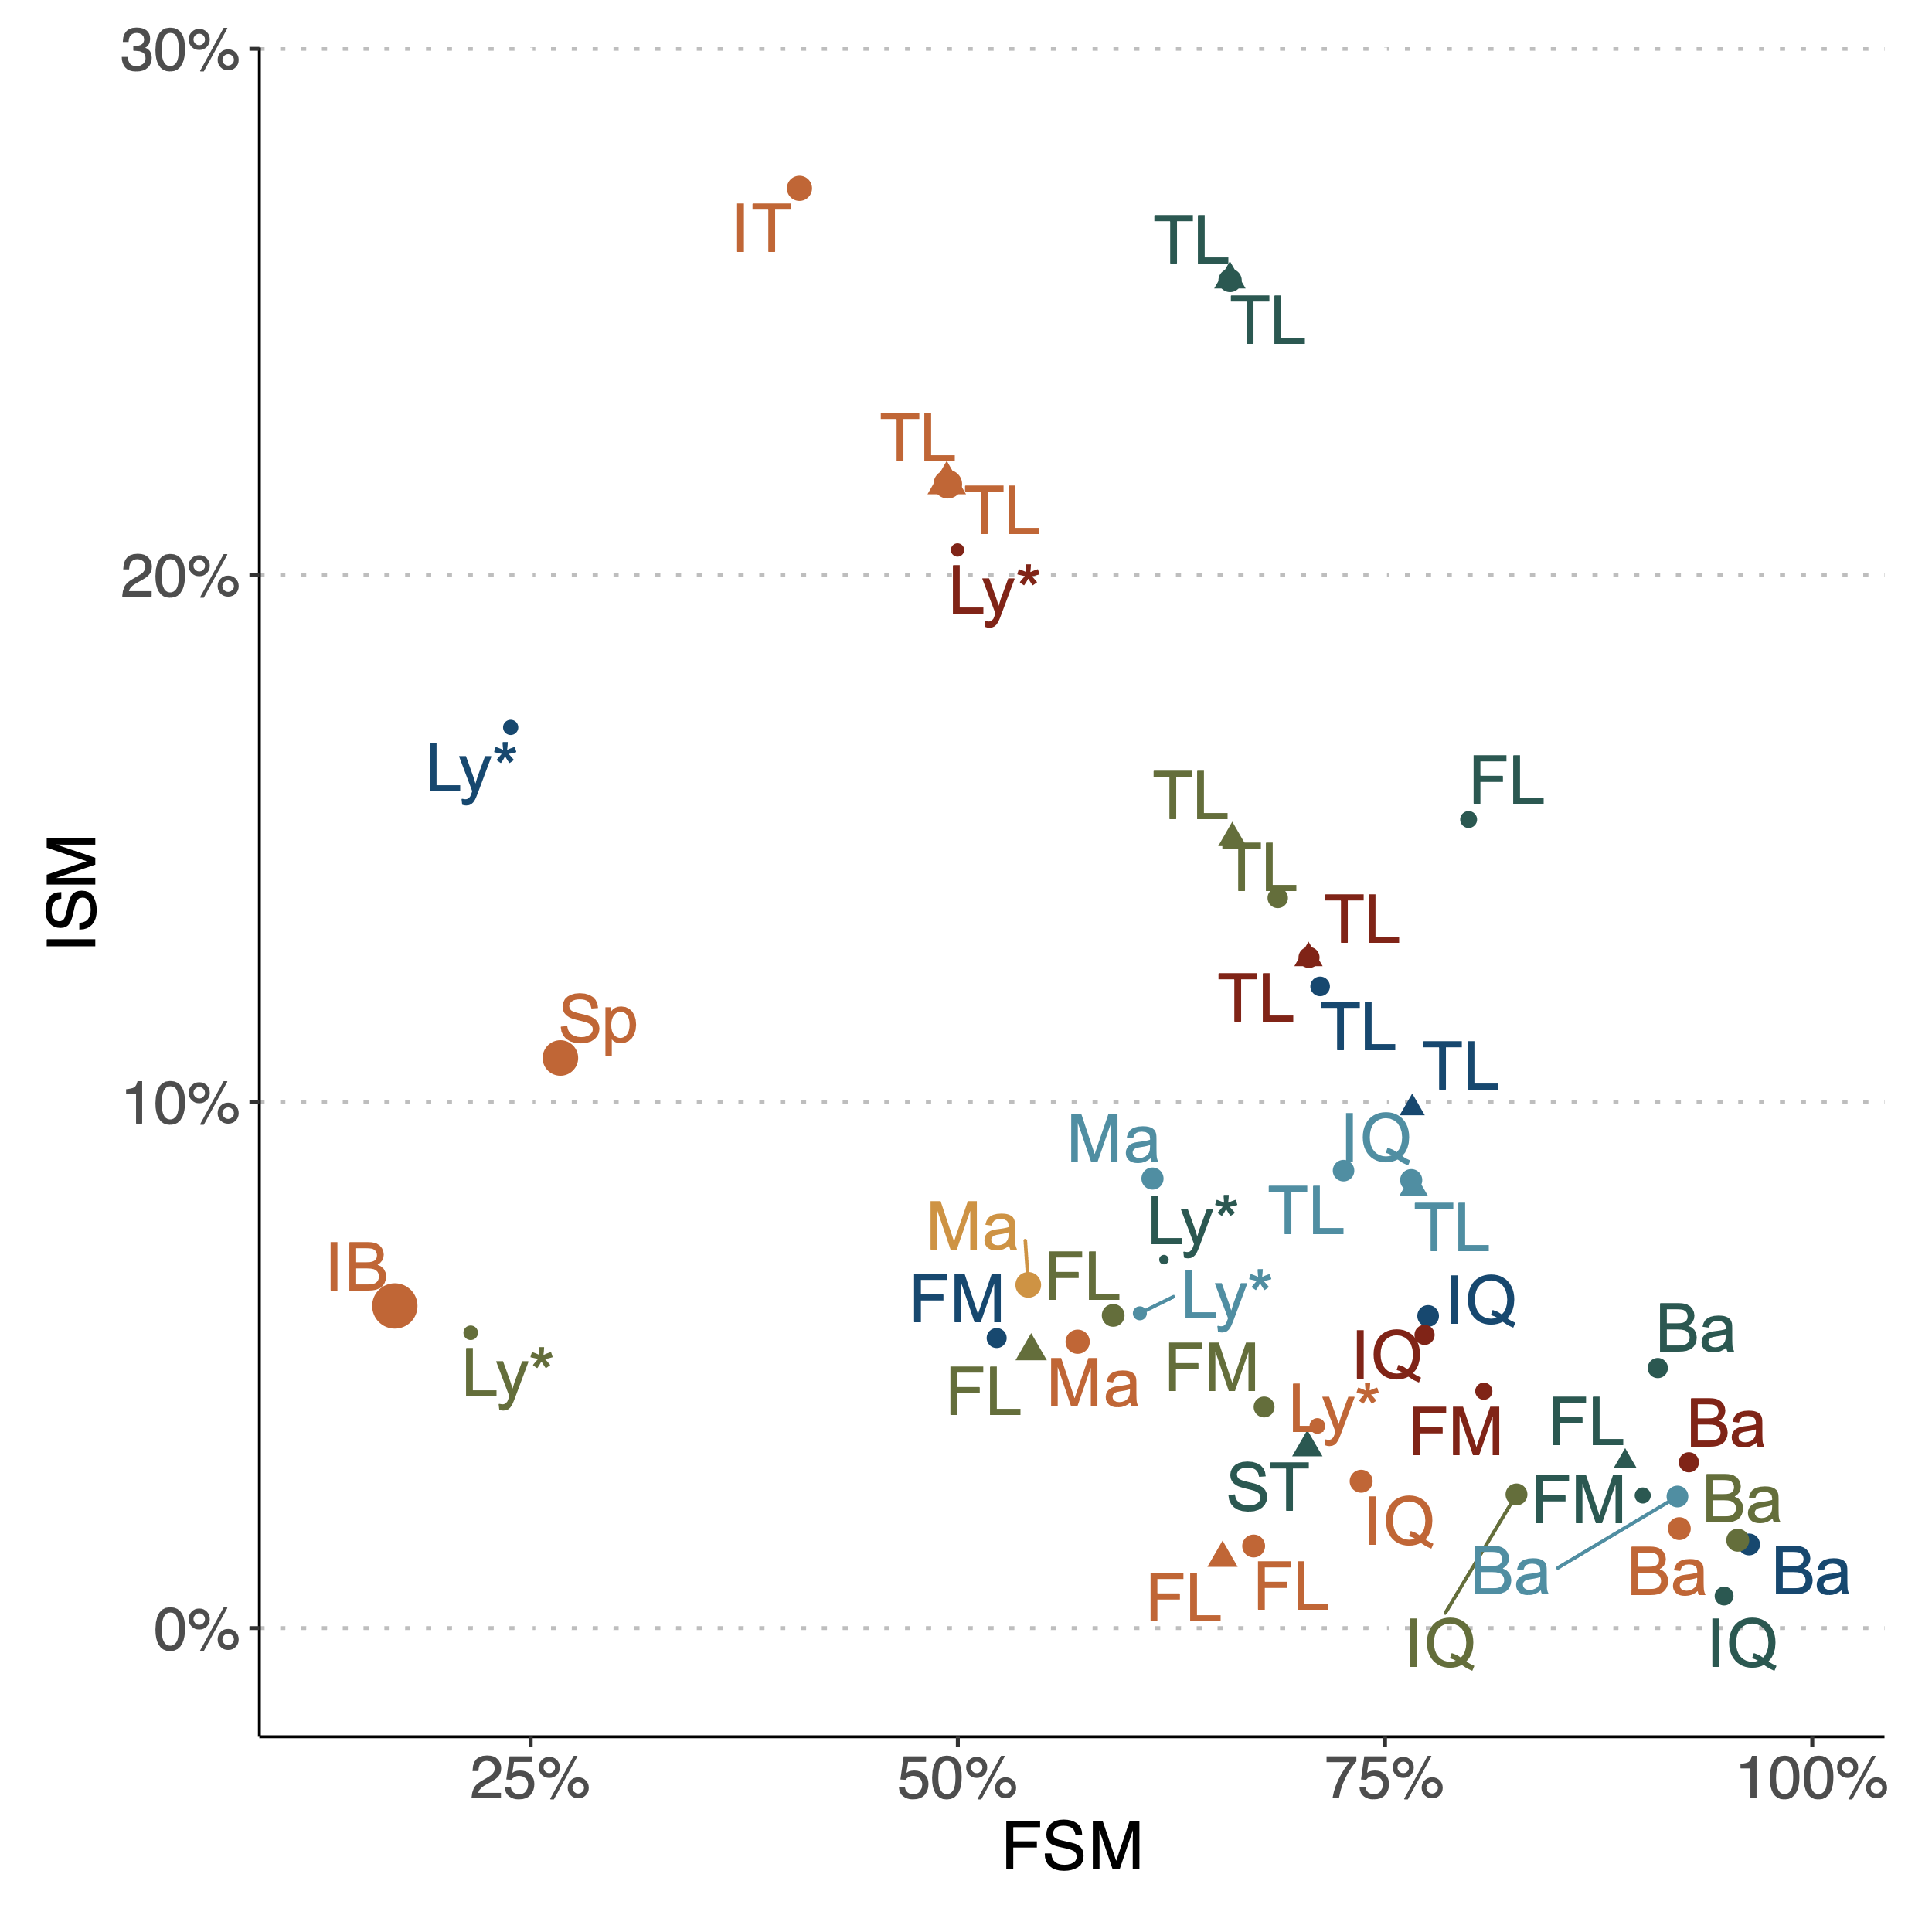 30%
IT
TL
TL
TL
TL
20%
Ly*
Ly*
FL
TL
TL
TL
TL
TL
Sp
TL
10%
Ma
IQ
TL
Ly*
TL
Ma
FL
IB
FM
Ly*
IQ
Ba
IQ
Ly*
FL
Ma
FM
Ly*
FM
FL
Ba
ST
FM
Ba
IQ
FL
FL
Ba
Ba
Ba
0%
IQ
IQ
ISM
25%
50%
75%
100%
FSM